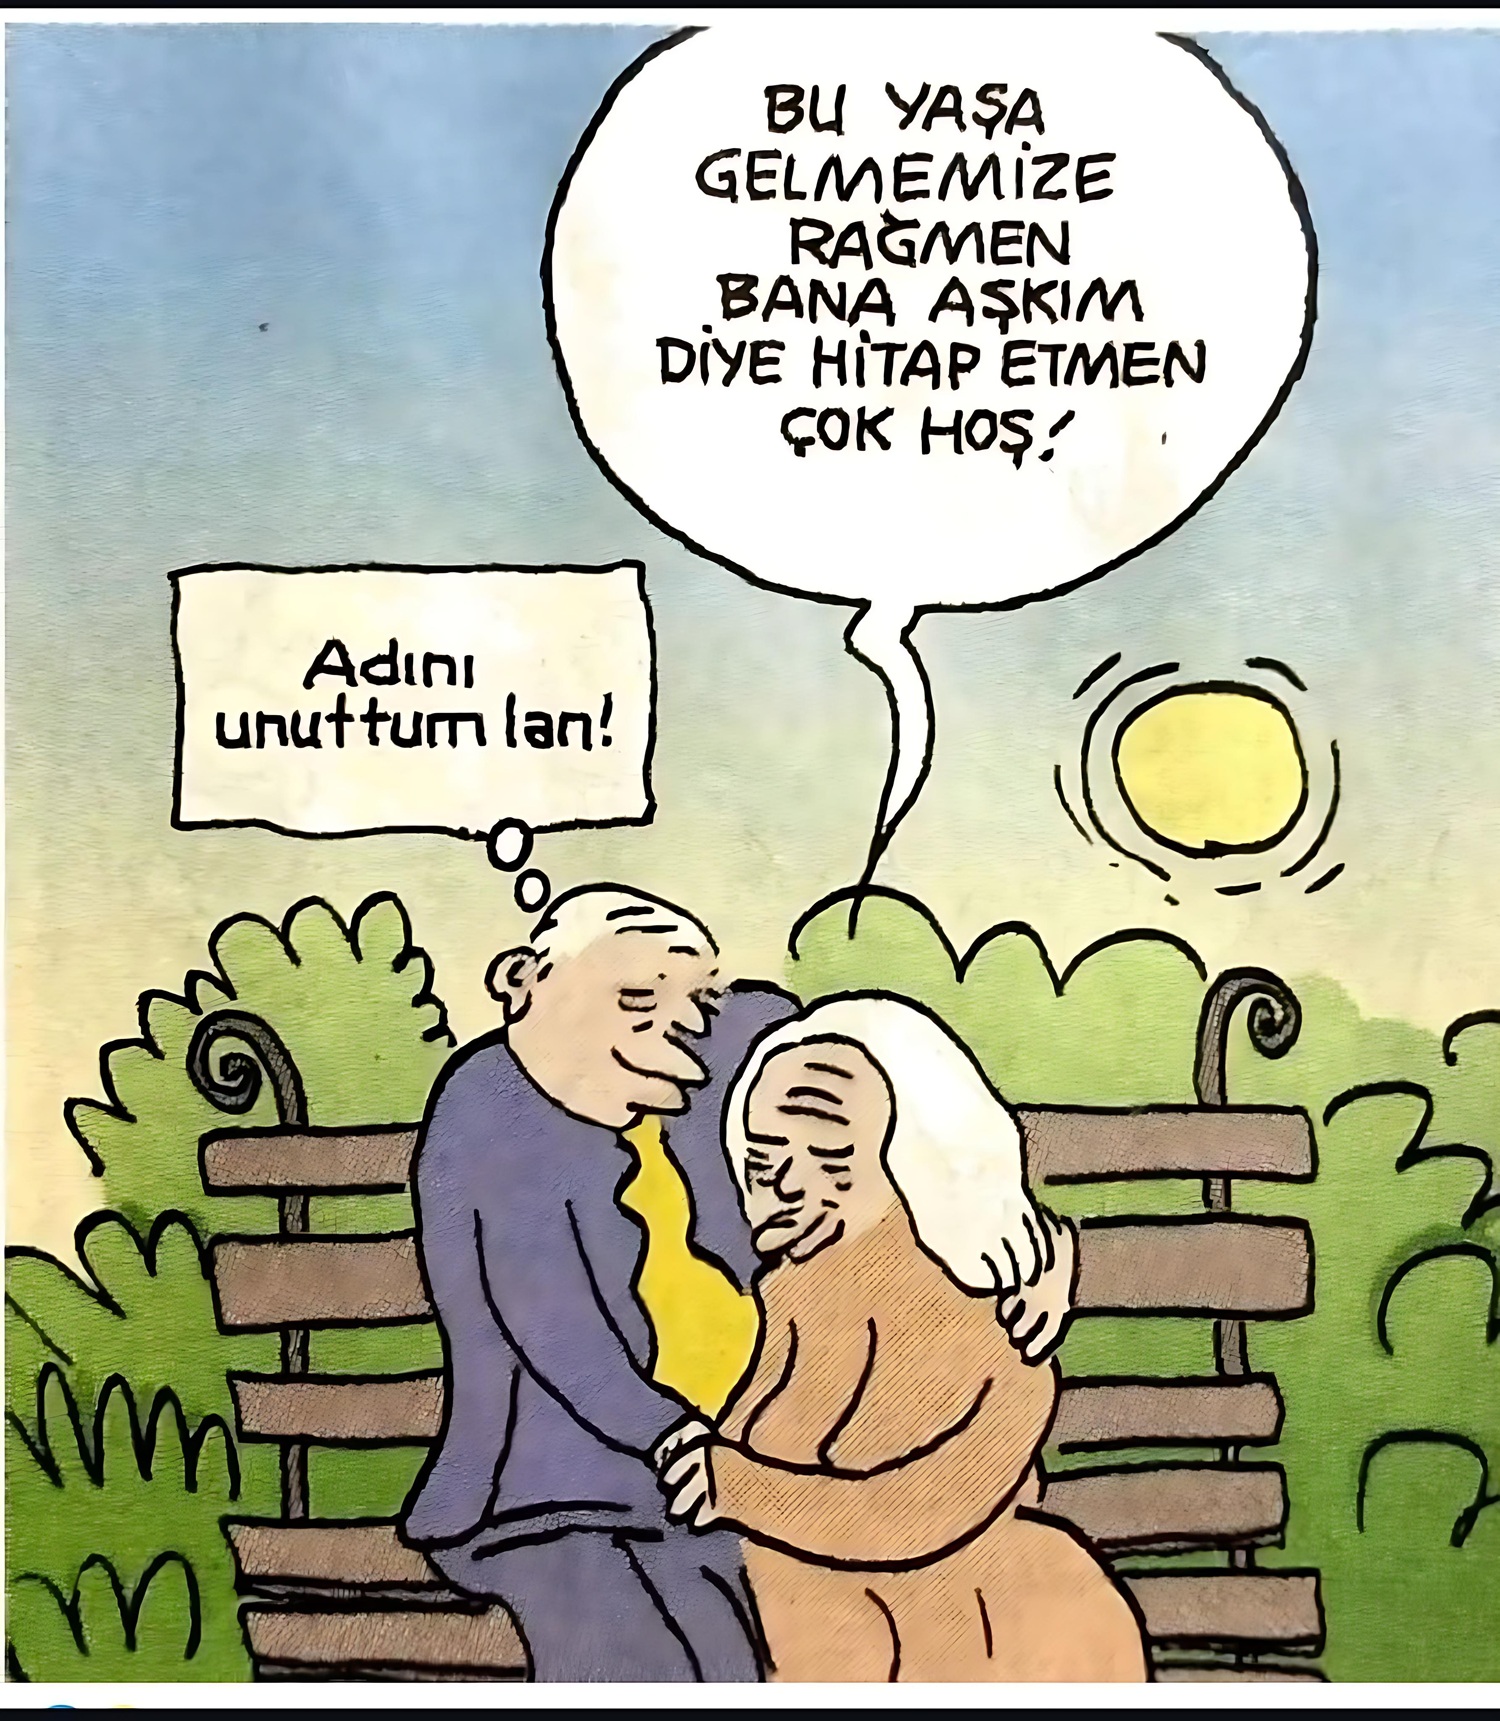 BU YAŞA
GELMEMİZE
RAĞMEN
BANA AŞKIM
DİYE HİTAP ETMEN
ÇOK HOŞ!
Adını
unuttum lan!